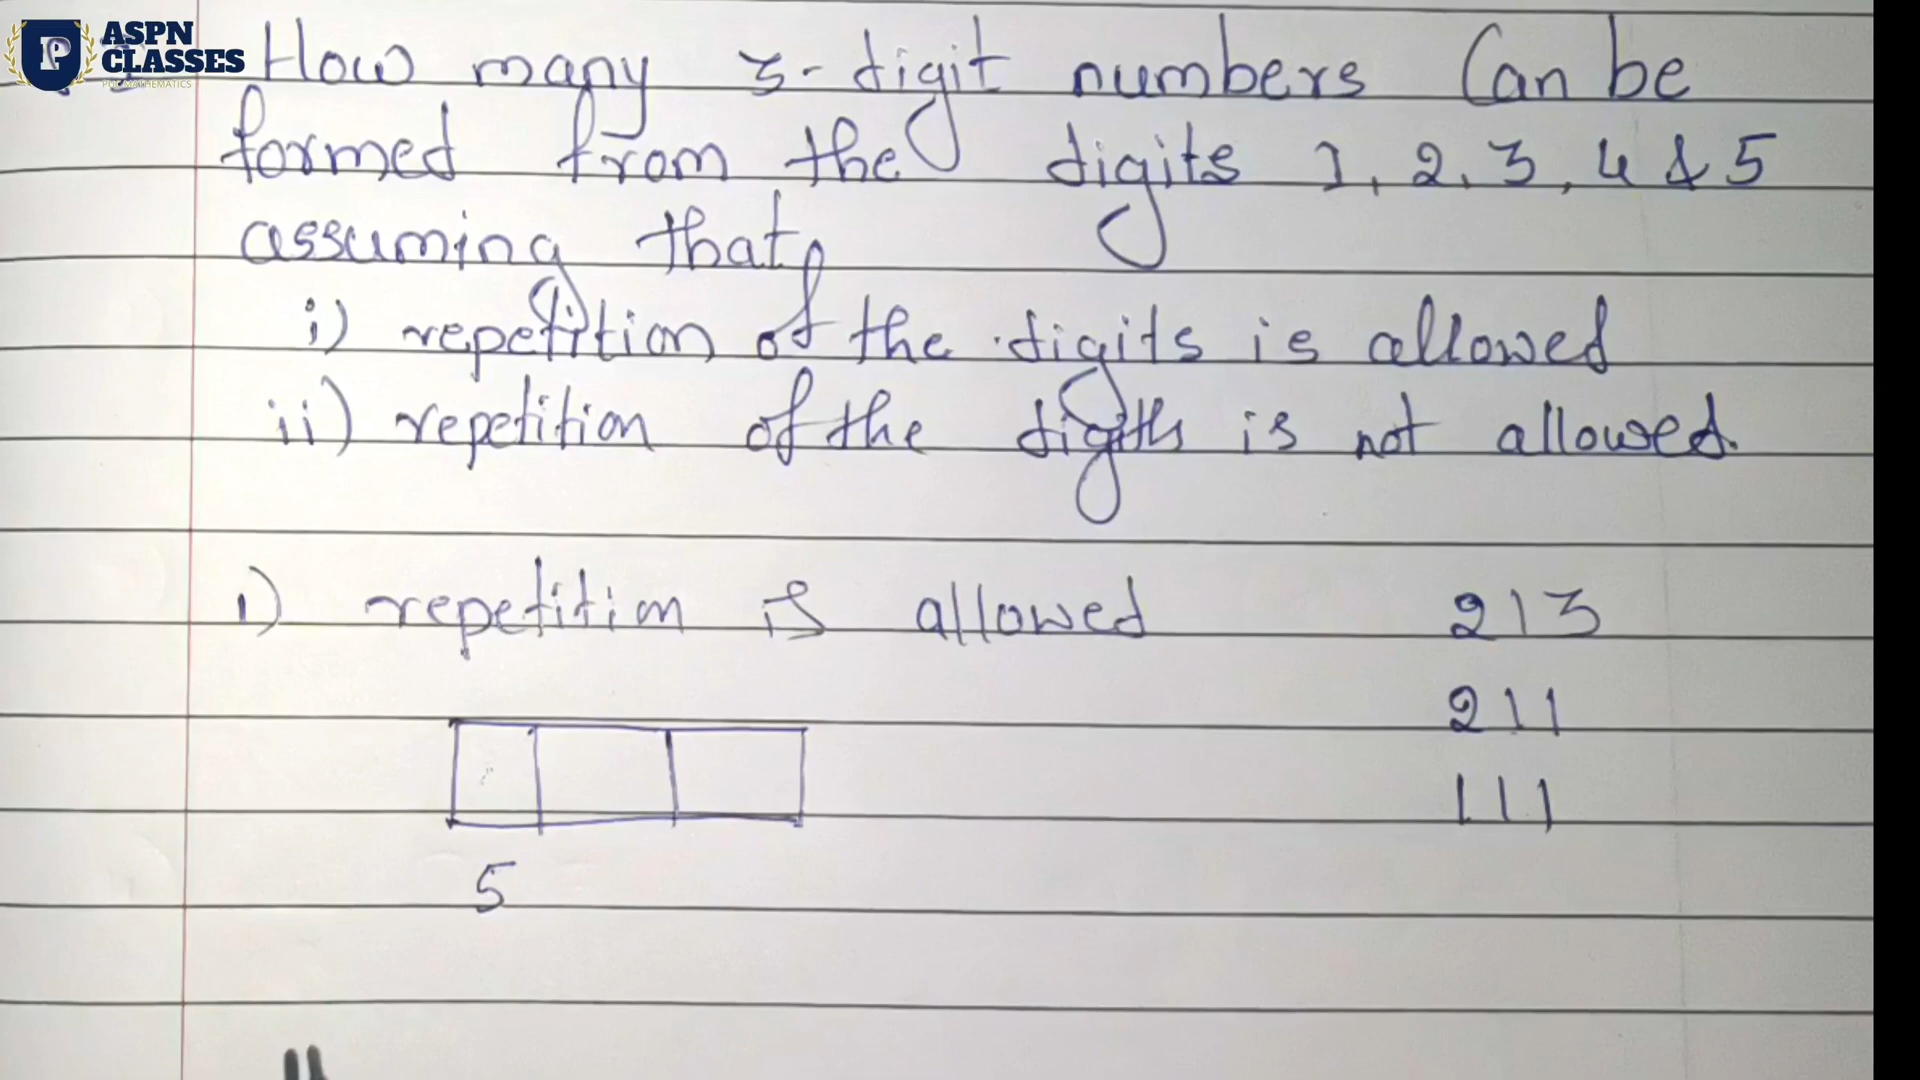 ASPN
CLASSES
How many 3-digit numbers Can be
formed from the digits 1, 2, 3, 4 & 5
assuming that
i) repetition of the digits is allowed
ii) repetition of the digits is not allowed.
1) repetition is allowed 213
211
111
5